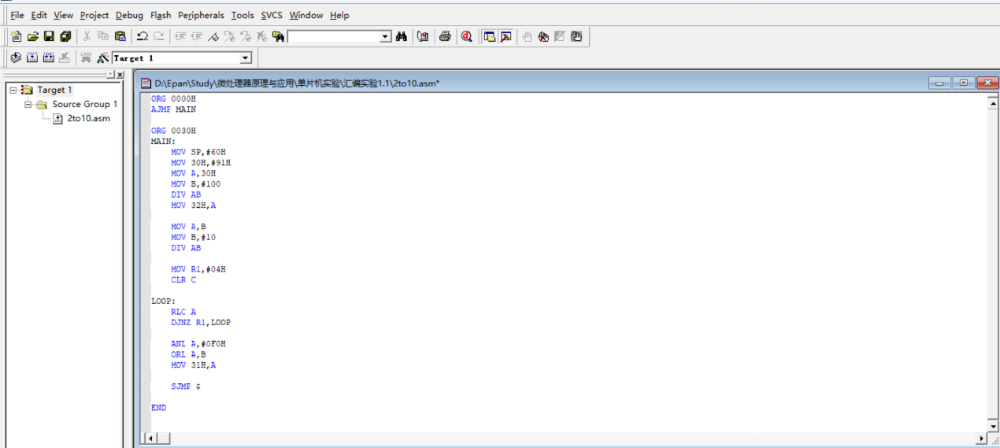 File Edit View Project Debug Flash Peripherals Tools SVCS Window Help
Target 1
Target 1
Source Group 1
2to10.asm
D:\Epan\Study\微处理器原理与应用\单片机实验\汇编实验1.1\2to10.asm*
ORG 0000H
AJMP MAIN
ORG 0030H
MAIN:
MOV SP,#60H
MOV 30H,#91H
MOV A,30H
MOV B,#100
DIV AB
MOV 32H,A
MOV A,B
MOV B,#10
DIV AB
MOV R1,#04H
CLR C
LOOP:
RLC A
DJNZ R1,LOOP
ANL A,#0F0H
ORL A,B
MOV 31H,A
SJMP $
END